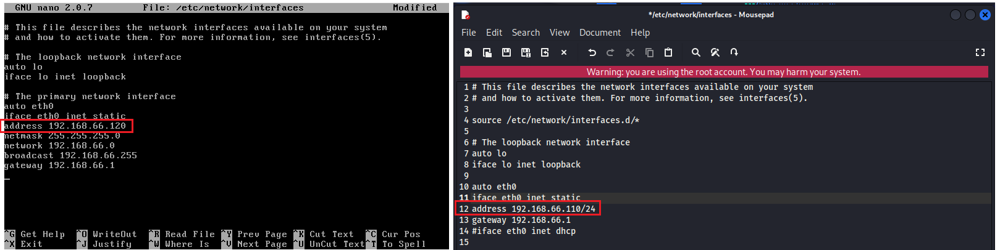 GNU nano 2.0.7 File: /etc/network/interfaces Modified
# This file describes the network interfaces available on your system
# and how to activate them. For more information, see interfaces(5).
# The loopback network interface
auto lo
iface lo inet loopback
# The primary network interface
auto eth0
iface eth0 inet static
address 192.168.66.120
netmask 255.255.255.0
network 192.168.66.0
broadcast 192.168.66.255
gateway 192.168.66.1
^G Get Help ^O WriteOut ^R Read File ^Y Prev Page ^K Cut Text ^C Cur Pos
^X Exit ^J Justify ^W Where Is ^V Next Page ^U UnCut Text ^T To Spell
*/etc/network/interfaces - Mousepad
File Edit Search View Document Help
Warning: you are using the root account. You may harm your system.
1 # This file describes the network interfaces available on your system
2 # and how to activate them. For more information, see interfaces(5).
3
4 source /etc/network/interfaces.d/*
5
6 # The loopback network interface
7 auto lo
8 iface lo inet loopback
9
10 auto eth0
11 iface eth0 inet static
12 address 192.168.66.110/24
13 gateway 192.168.66.1
14 #iface eth0 inet dhcp
15